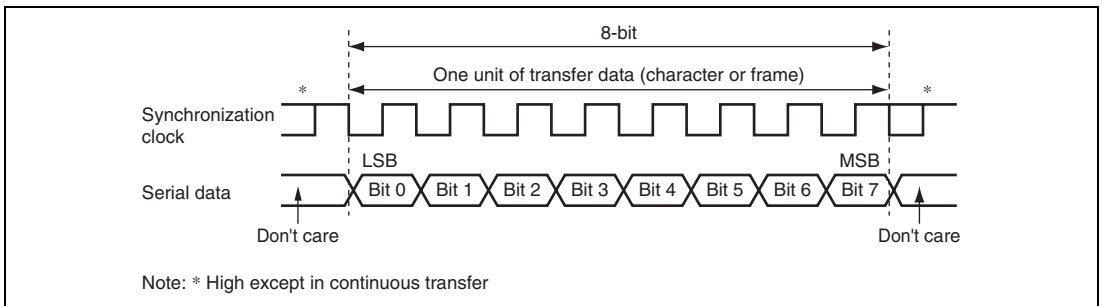 8-bit
One unit of transfer data (character or frame)
* *
Synchronization
clock
LSB MSB
Serial data Bit 0 Bit 1 Bit 2 Bit 3 Bit 4 Bit 5 Bit 6 Bit 7
Don't care Don't care
Note: * High except in continuous transfer